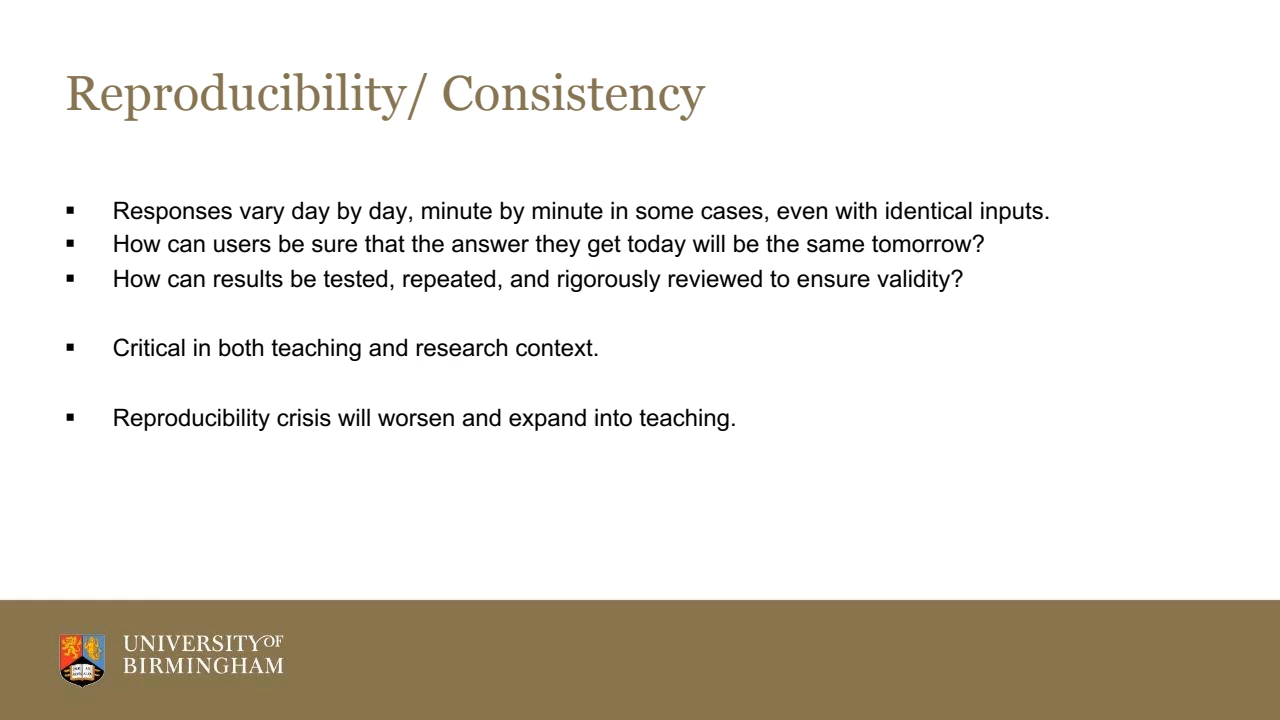 Reproducibility/ Consistency
▪ Responses vary day by day, minute by minute in some cases, even with identical inputs.
▪ How can users be sure that the answer they get today will be the same tomorrow?
▪ How can results be tested, repeated, and rigorously reviewed to ensure validity?
▪ Critical in both teaching and research context.
▪ Reproducibility crisis will worsen and expand into teaching.
UNIVERSITY OF
BIRMINGHAM